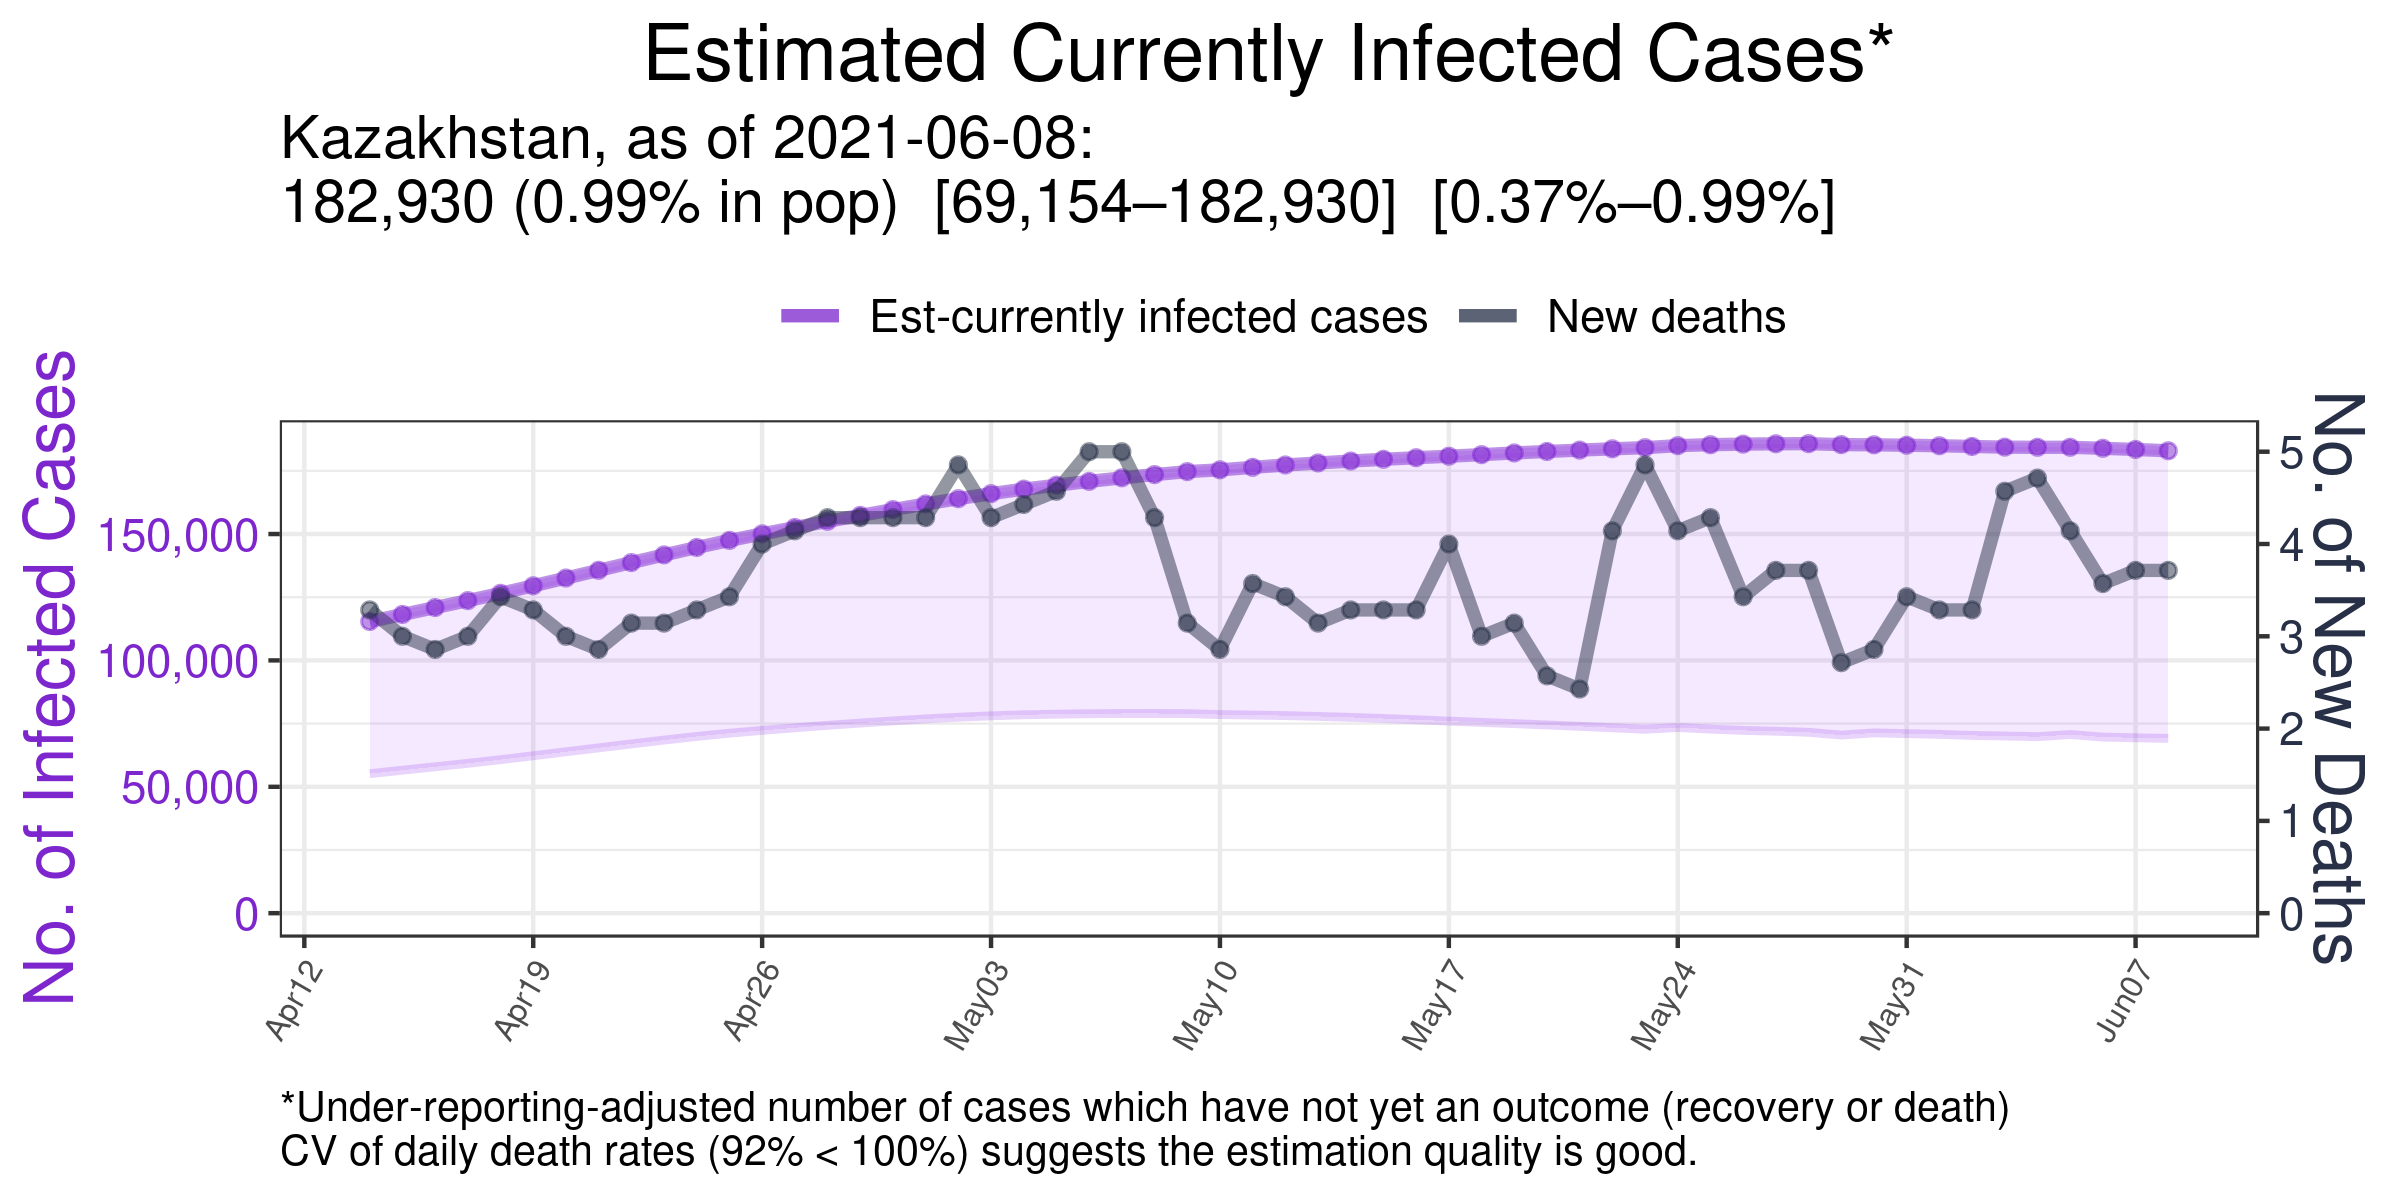 Estimated Currently Infected Cases*
Kazakhstan, as of 2021-06-08:
182,930 (0.99% in pop)  [69,154–182,930]  [0.37%–0.99%]
Est-currently infected cases
New deaths
No. of Infected Cases
150,000
100,000
50,000
0
5
4
3
2
1
0
No. of New Deaths
Apr12
Apr19
Apr26
May03
May10
May17
May24
May31
Jun07
*Under-reporting-adjusted number of cases which have not yet an outcome (recovery or death)
CV of daily death rates (92% < 100%) suggests the estimation quality is good.